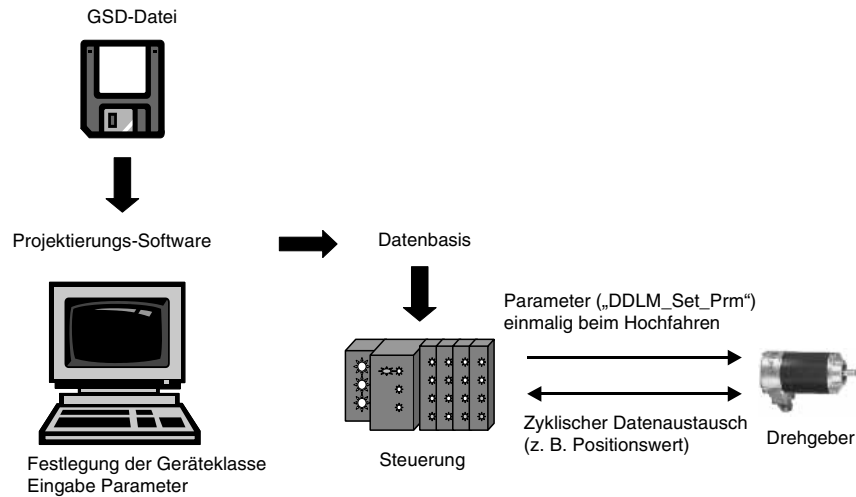 GSD-Datei
Projektierungs-Software
Datenbasis
Parameter („DDLM_Set_Prm“)
einmalig beim Hochfahren
Zyklischer Datenaustausch
(z. B. Positionswert)
Drehgeber
Steuerung
Festlegung der Geräteklasse
Eingabe Parameter